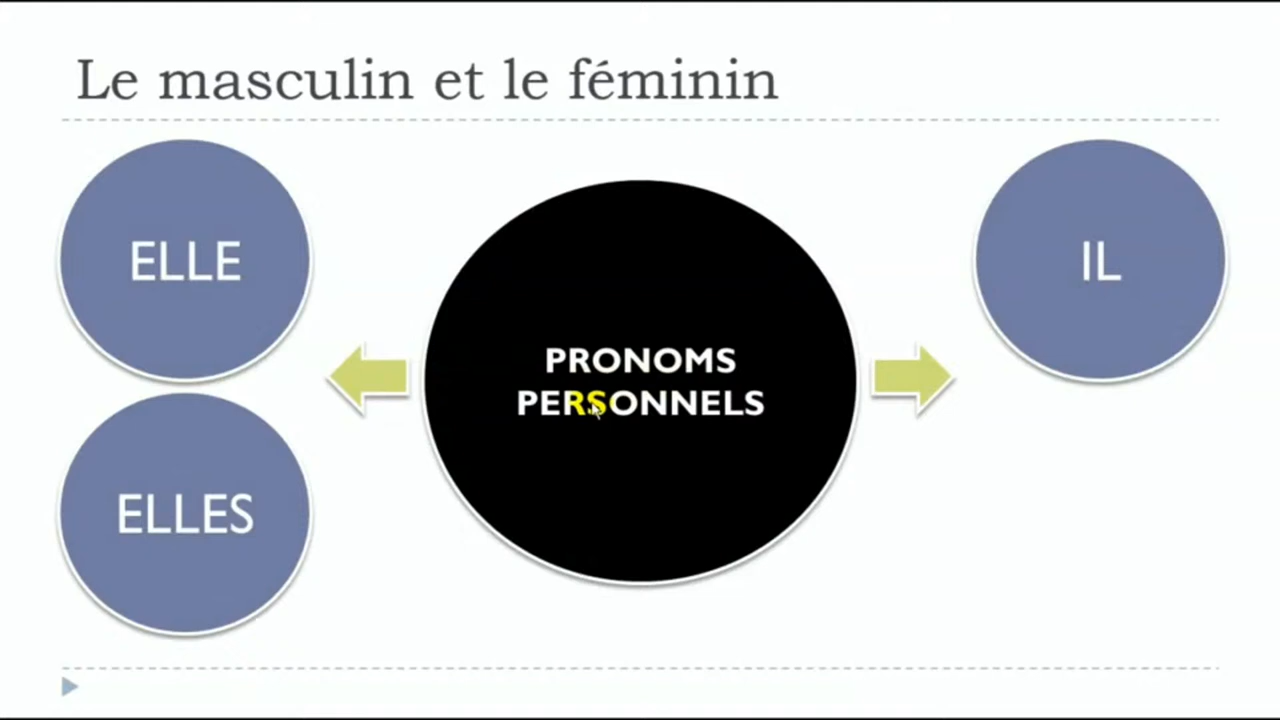 Le masculin et le féminin
ELLE
ELLES
PRONOMS
PERSONNELS
IL